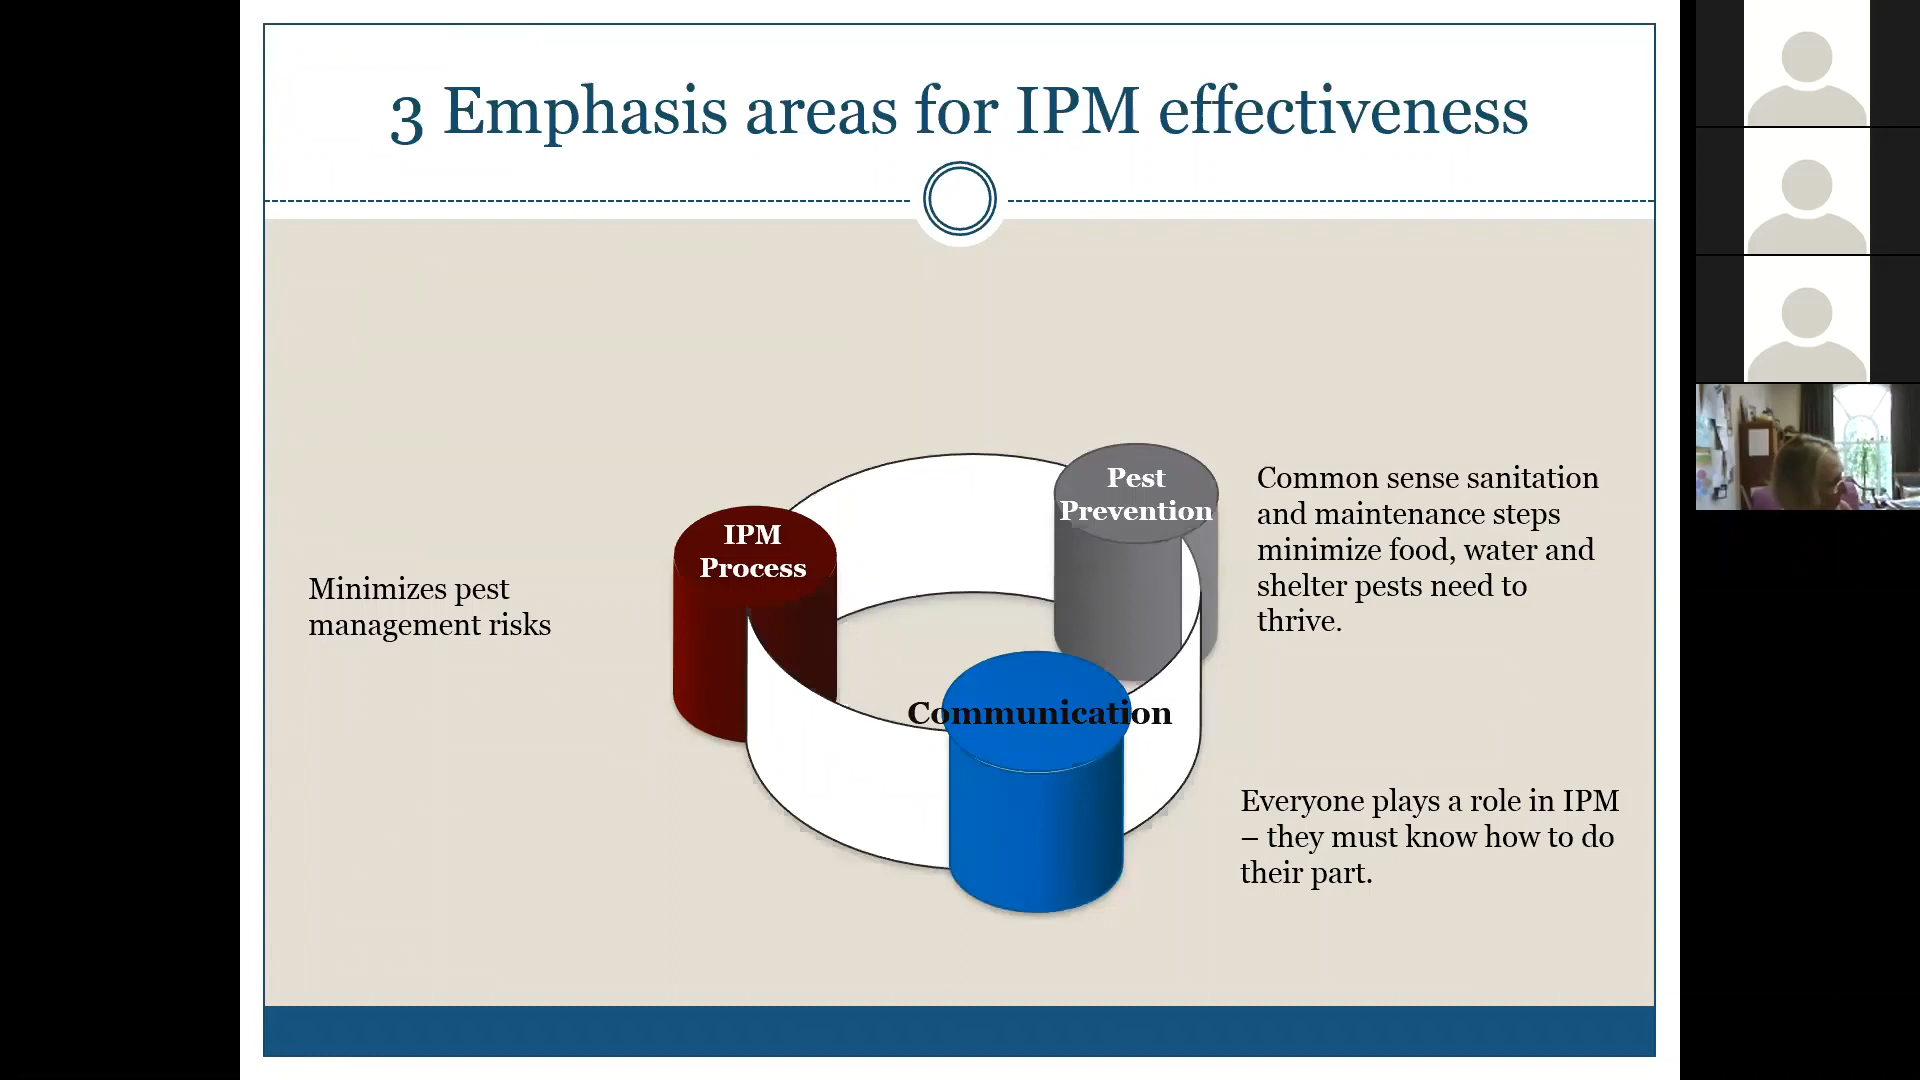 3 Emphasis areas for IPM effectiveness
Pest
Prevention
IPM
Process
Communication
Minimizes pest
management risks
Common sense sanitation
and maintenance steps
minimize food, water and
shelter pests need to
thrive.
Everyone plays a role in IPM
– they must know how to do
their part.